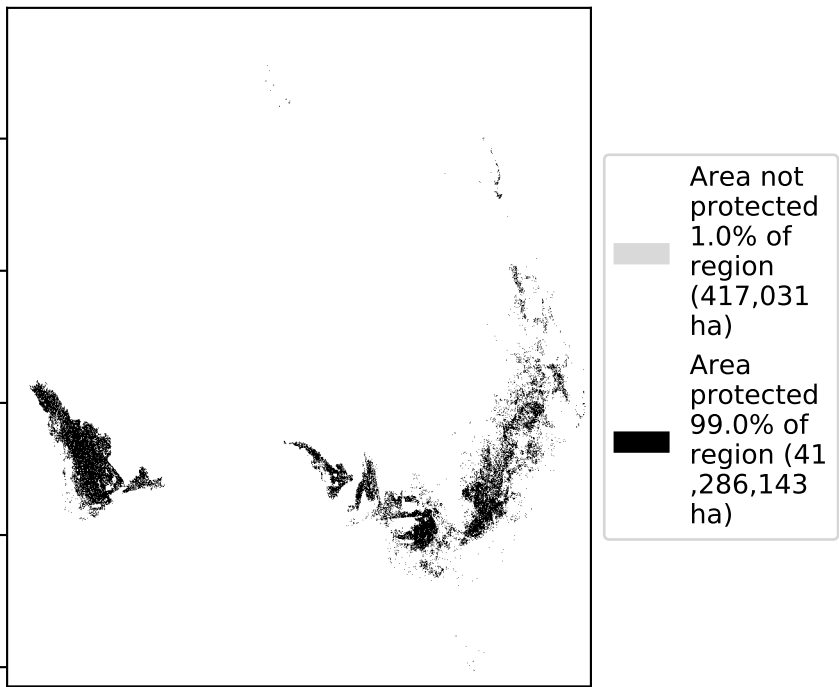 Area not
protected
1.0% of
region
(417,031
ha)
Area
protected
99.0% of
region (41
,286,143
ha)